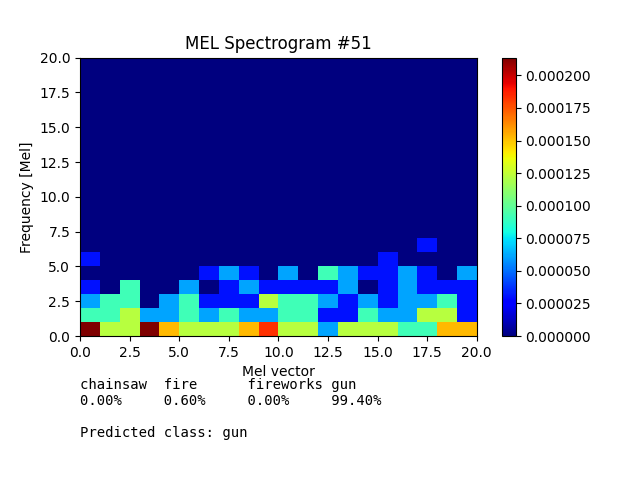 MEL Spectrogram #51
Frequency [Mel]
20.0
17.5
15.0
12.5
10.0
7.5
5.0
2.5
0.0
0.0 2.5 5.0 7.5 10.0 12.5 15.0 17.5 20.0
Mel vector
0.000200
0.000175
0.000150
0.000125
0.000100
0.000075
0.000050
0.000025
0.000000
chainsaw fire fireworks gun
0.00% 0.60% 0.00% 99.40%
Predicted class: gun